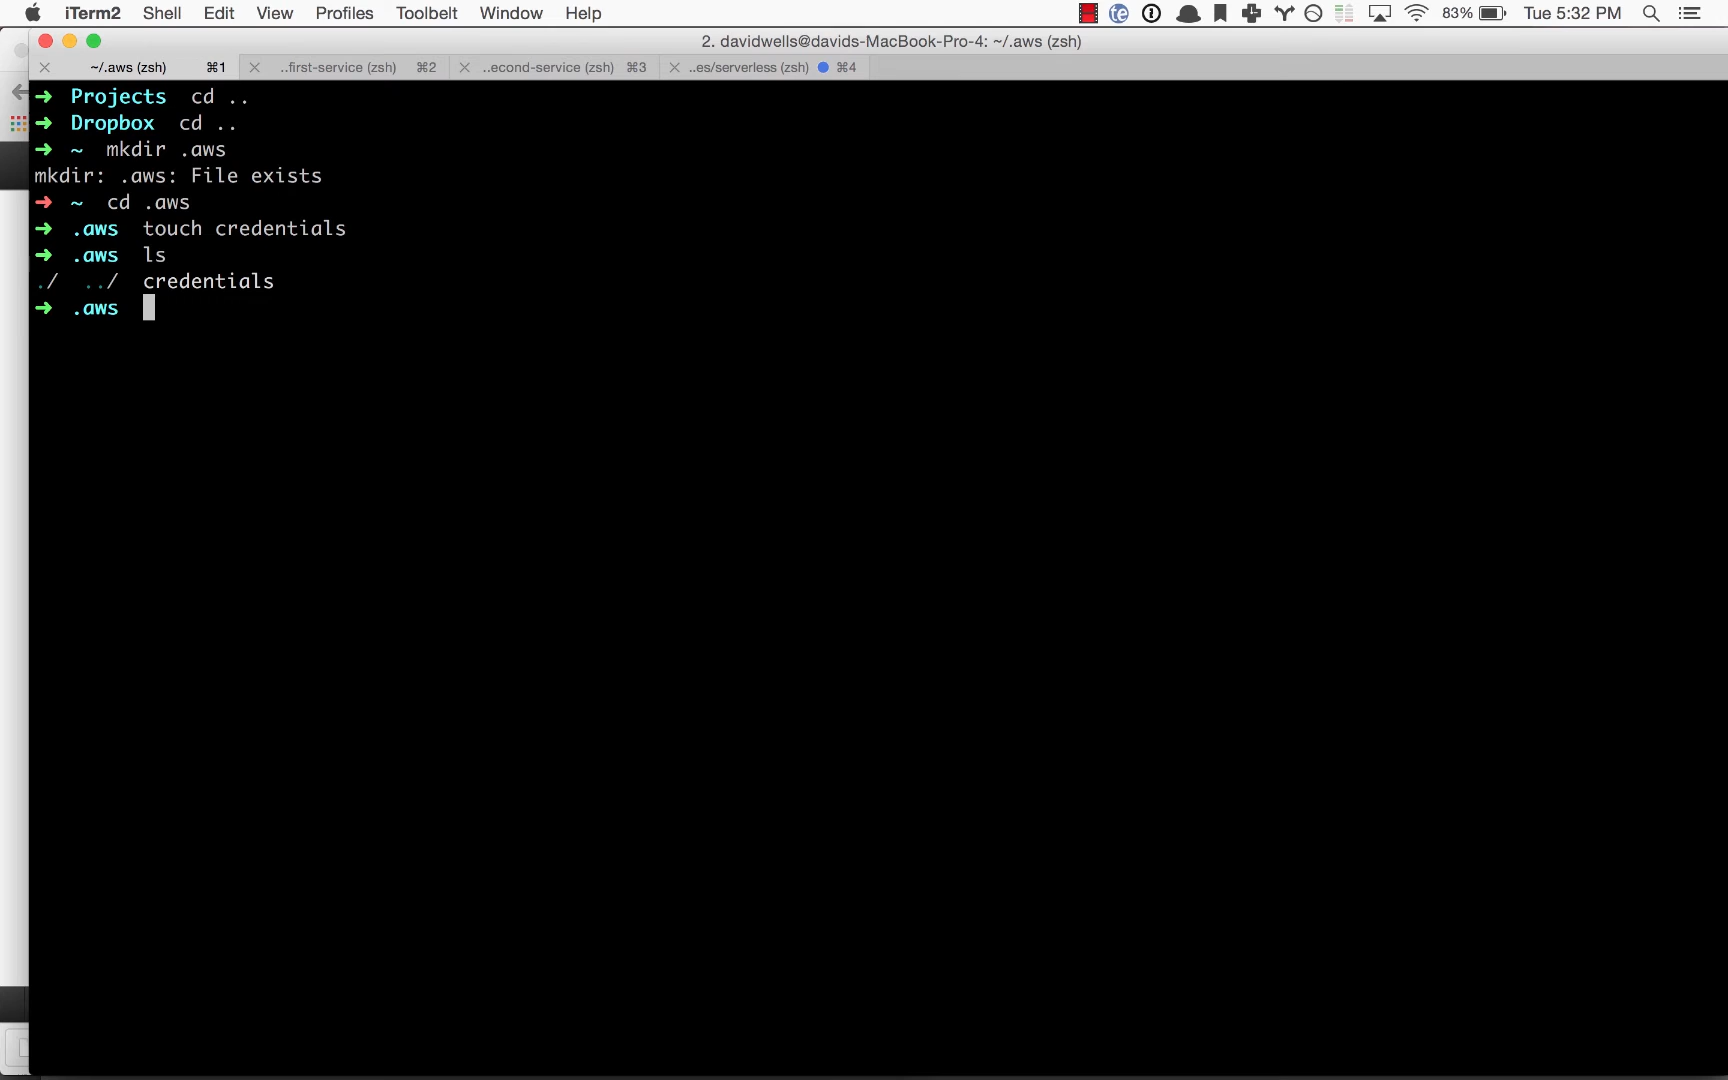 iTerm2 Shell Edit View Profiles Toolbelt Window Help 83% Tue 5:32 PM
2. davidwells@davids-MacBook-Pro-4: ~/.aws (zsh)
~/.aws (zsh) ⌘1 ..first-service (zsh) ⌘2 ..econd-service (zsh) ⌘3 ..es/serverless (zsh) ⌘4
➜ Projects cd ..
➜ Dropbox cd ..
➜ ~ mkdir .aws
mkdir: .aws: File exists
➜ ~ cd .aws
➜ .aws touch credentials
➜ .aws ls
./ ../ credentials
➜ .aws